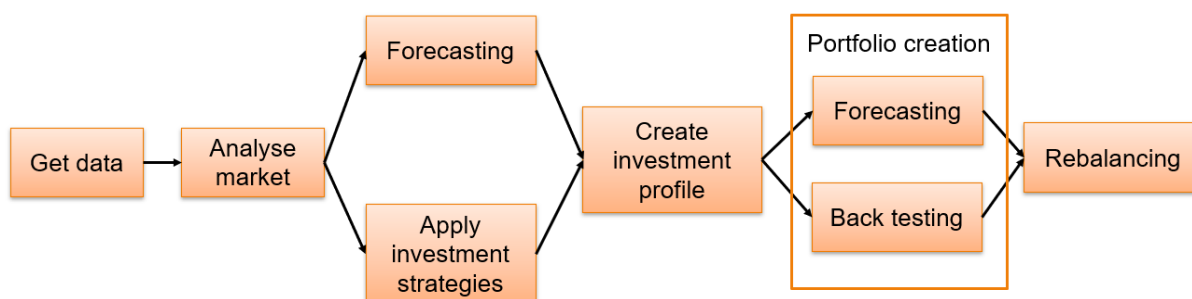 Get data
Analyse
market
Forecasting
Apply
investment
strategies
Create
investment
profile
Portfolio creation
Forecasting
Back testing
Rebalancing